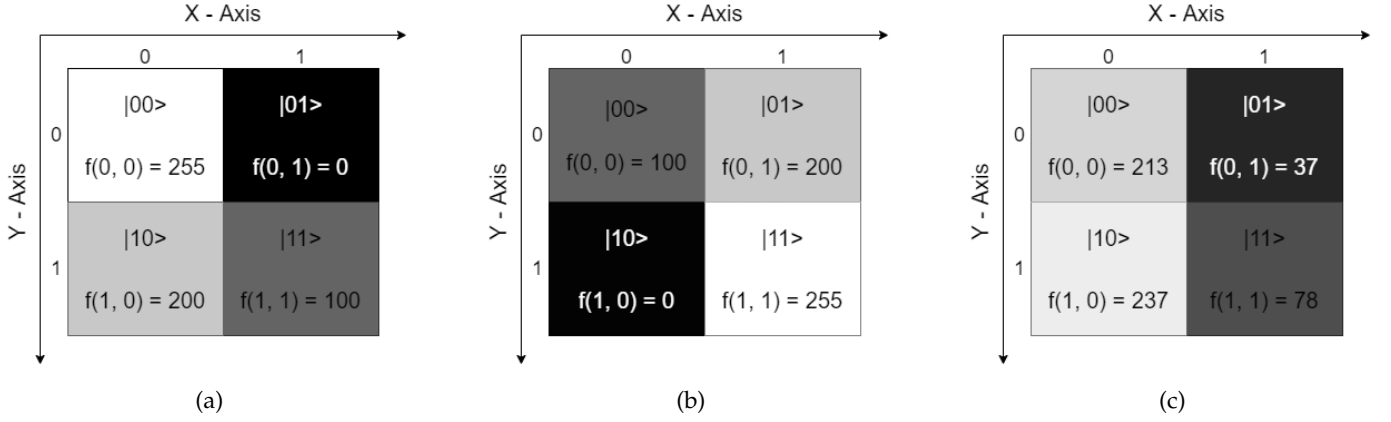 X - Axis
0 1
Y - Axis
0
1
|00> |01>
f(0, 0) = 255 f(0, 1) = 0
|10> |11>
f(1, 0) = 200 f(1, 1) = 100
(a)
X - Axis
0 1
Y - Axis
0
1
|00> |01>
f(0, 0) = 100 f(0, 1) = 200
|10> |11>
f(1, 0) = 0 f(1, 1) = 255
(b)
X - Axis
0 1
Y - Axis
0
1
|00> |01>
f(0, 0) = 213 f(0, 1) = 37
|10> |11>
f(1, 0) = 237 f(1, 1) = 78
(c)